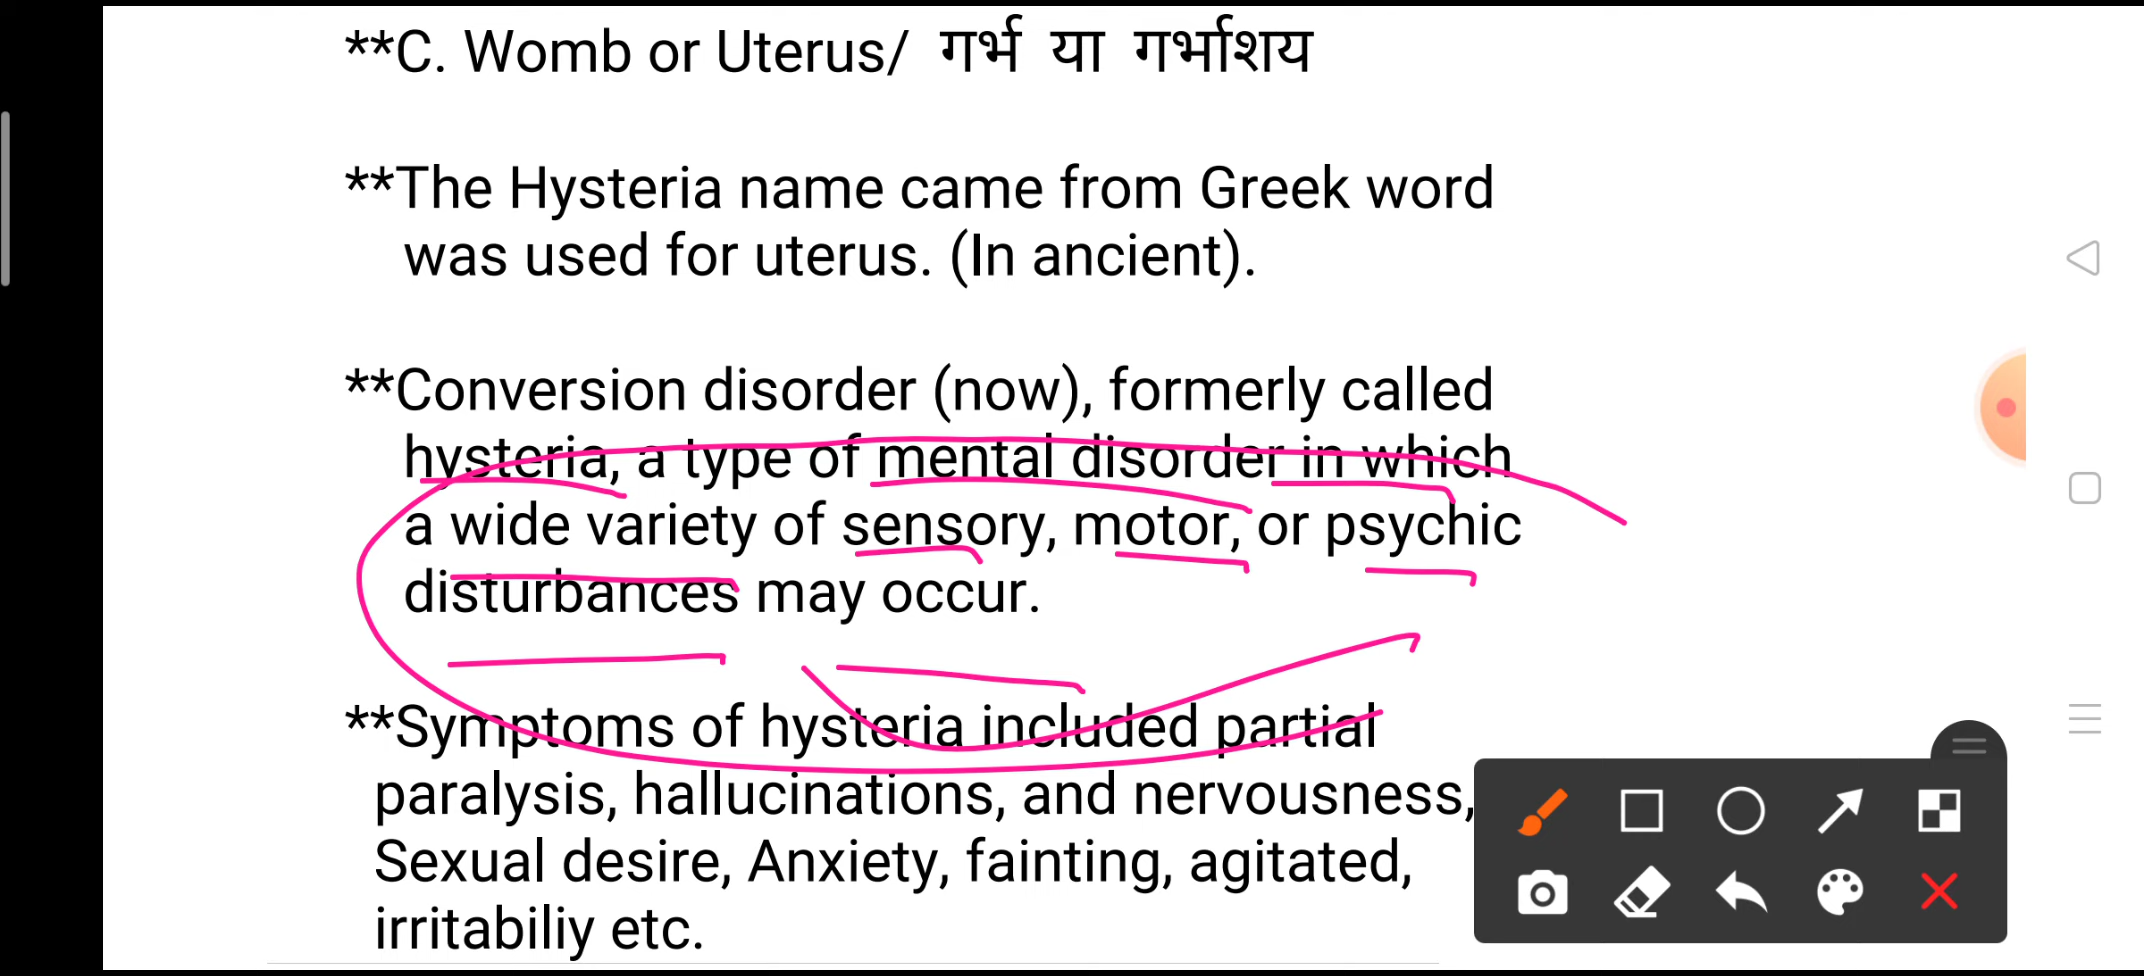 **C. Womb or Uterus/ गर्भ या गर्भाशय
**The Hysteria name came from Greek word
was used for uterus. (In ancient).
**Conversion disorder (now), formerly called
hysteria, a type of mental disorder in which
a wide variety of sensory, motor, or psychic
disturbances may occur.
**Symptoms of hysteria included partial
paralysis, hallucinations, and nervousness,
Sexual desire, Anxiety, fainting, agitated,
irritabiliy etc.